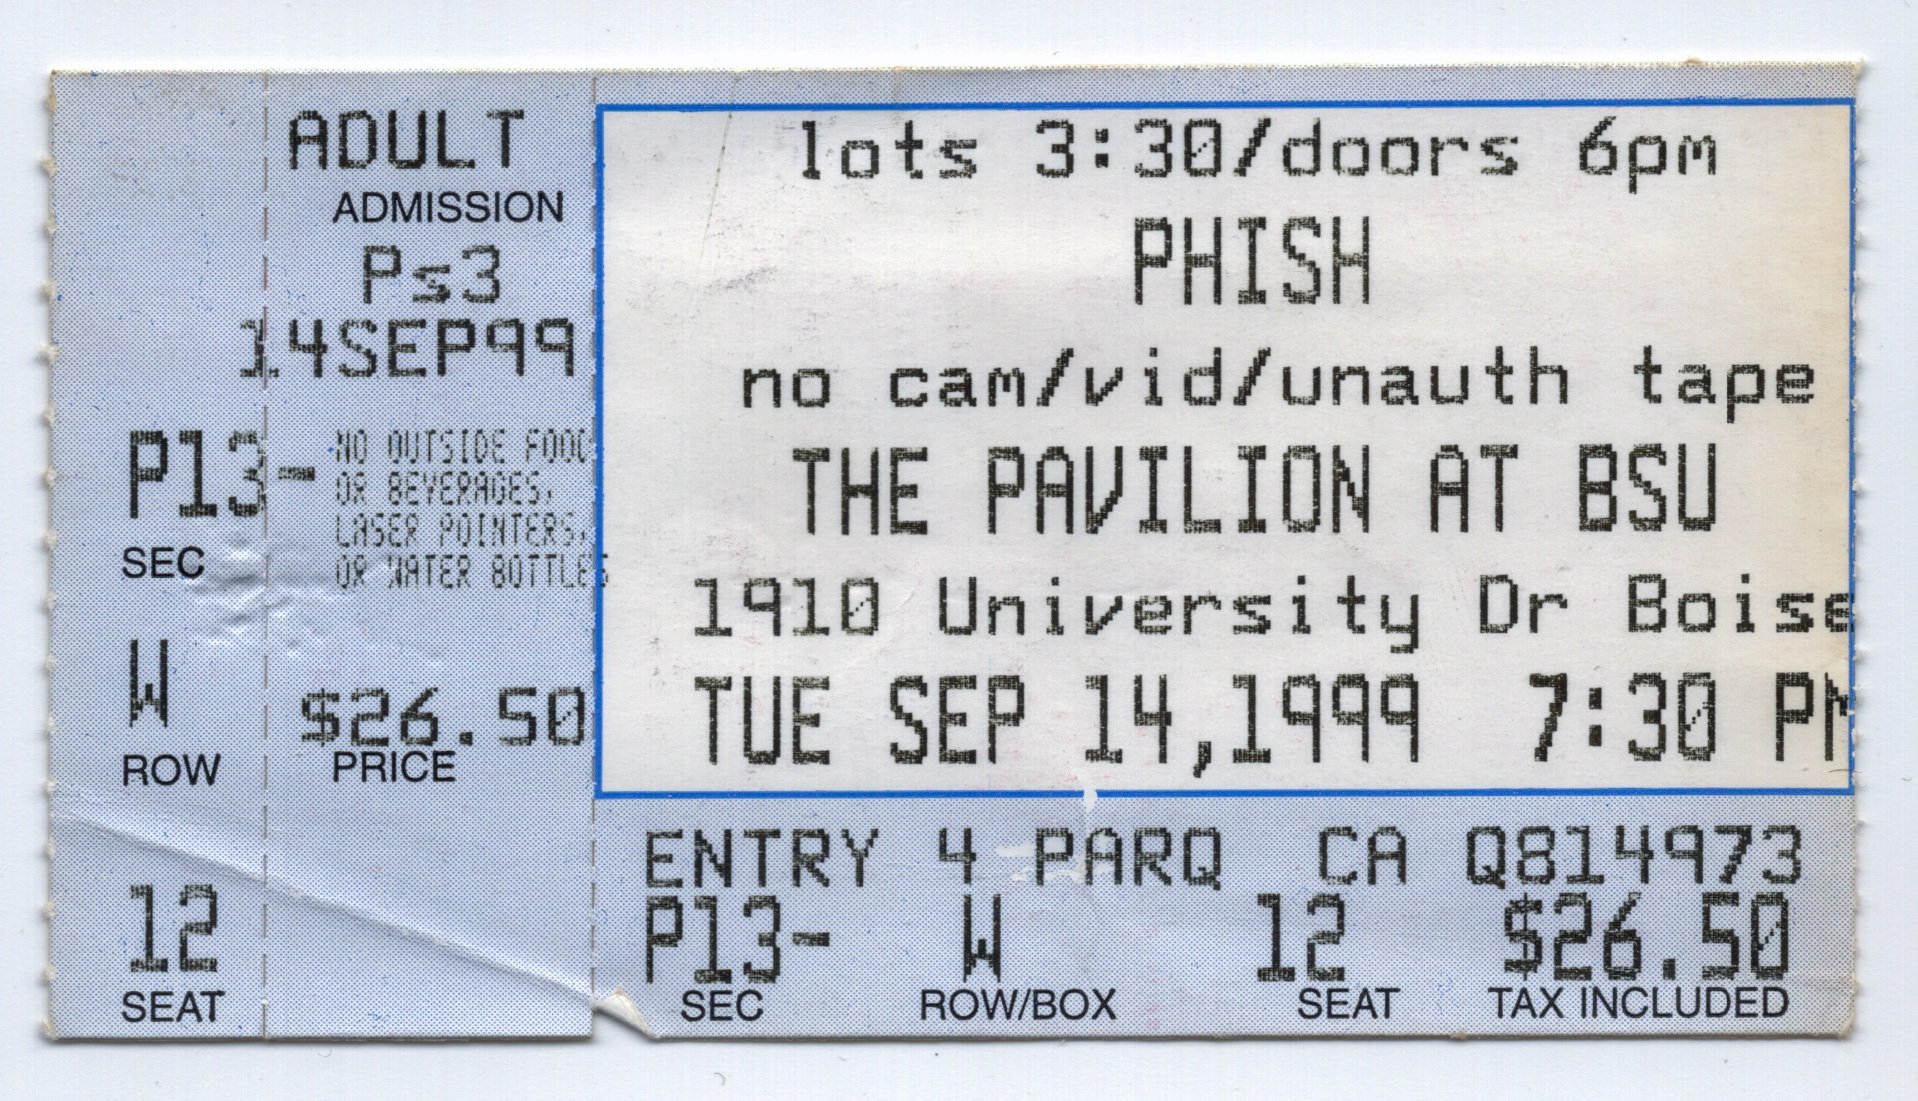 ADULT
ADMISSION
Ps3
14SEP99
P13-
SEC
NO OUTSIDE FOOD
OR BEVERAGES,
LASER POINTERS,
OR WATER BOTTLES
W
ROW
$26.50
PRICE
12
SEAT
lots 3:30/doors 6pm
PHISH
no cam/vid/unauth tape
THE PAVILION AT BSU
1910 University Dr Boise
TUE SEP 14,1999 7:30 PM
ENTRY 4 PARQ CA Q814973
P13- W 12 $26.50
SEC ROW/BOX SEAT TAX INCLUDED